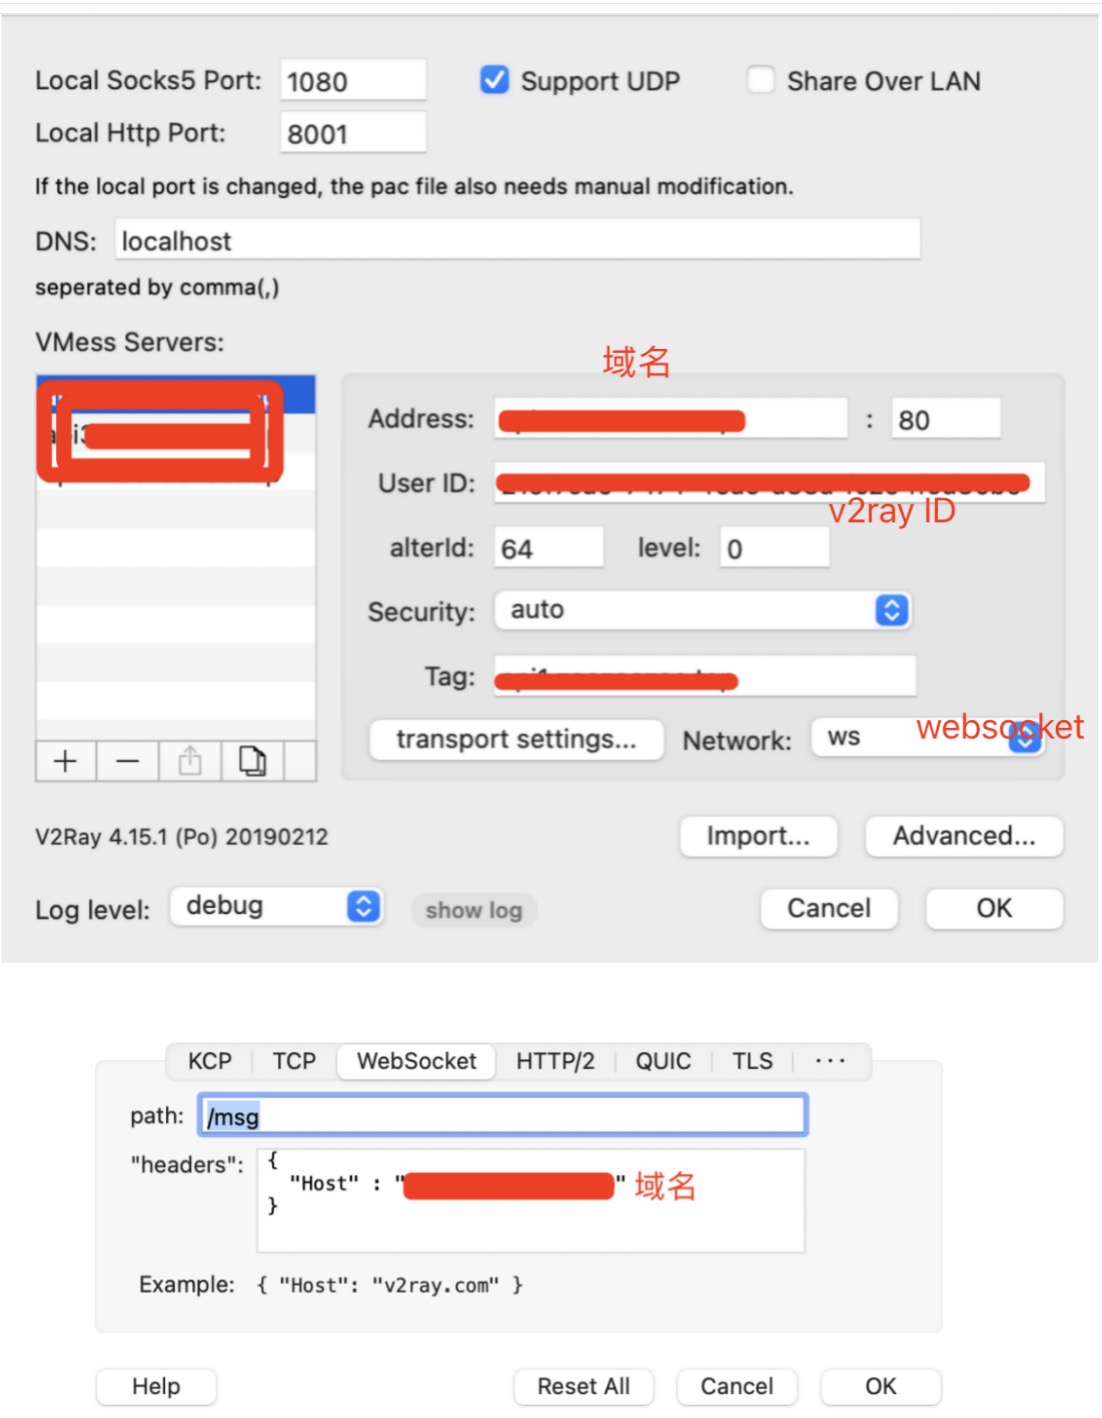 Local Socks5 Port: 1080 Support UDP Share Over LAN
Local Http Port: 8001
If the local port is changed, the pac file also needs manual modification.
DNS: localhost
seperated by comma(,)
VMess Servers:
域名
Address: : 80
User ID:
v2ray ID
alterId: 64 level: 0
Security: auto
Tag:
transport settings... Network: ws websocket
V2Ray 4.15.1 (Po) 20190212 Import... Advanced...
Log level: debug show log Cancel OK
KCP TCP WebSocket HTTP/2 QUIC TLS ···
path: /msg
"headers": {
"Host" : " " 域名
}
Example: { "Host": "v2ray.com" }
Help Reset All Cancel OK